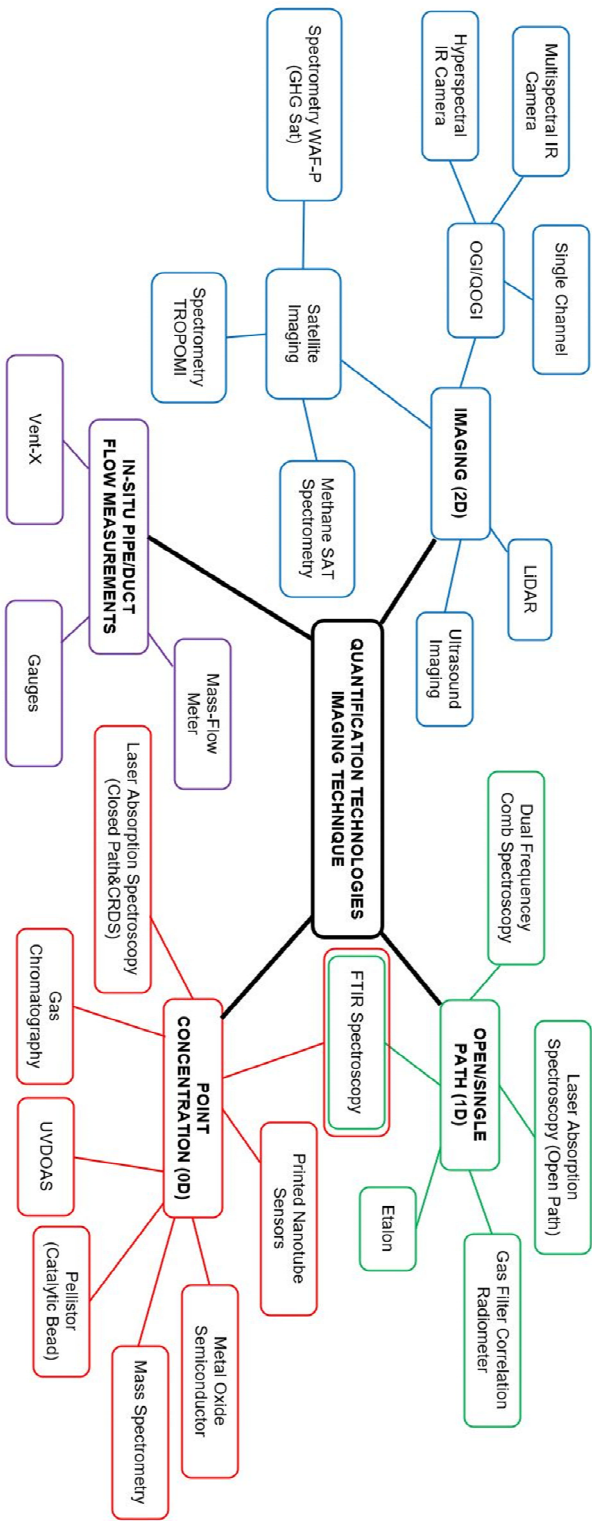 Multispectral IR
Camera
Hyperspectral
IR Camera
Single Channel
OGI/QOGI
Spectrometry WAF-P
(GHG Sat)
Satellite
Imaging
Spectrometry
TROPOMI
Methane SAT
Spectrometry
IMAGING (2D)
LiDAR
Ultrasound
Imaging
IN-SITU PIPE/DUCT
FLOW MEASUREMENTS
Vent-X
Gauges
Mass-Flow
Meter
QUANTIFICATION TECHNOLOGIES
IMAGING TECHNIQUE
OPEN/SINGLE
PATH (1D)
Dual Frequencey
Comb Spectroscopy
Laser Absorption
Spectroscopy (Open Path)
Gas Filter Correlation
Radiometer
Etalon
FTIR Spectroscopy
POINT
CONCENTRATION (0D)
Laser Absorption Spectroscopy
(Closed Path&CRDS)
Gas
Chromatography
UVDOAS
Pellistor
(Catalytic Bead)
Mass Spectrometry
Metal Oxide
Semiconductor
Printed Nanotube
Sensors